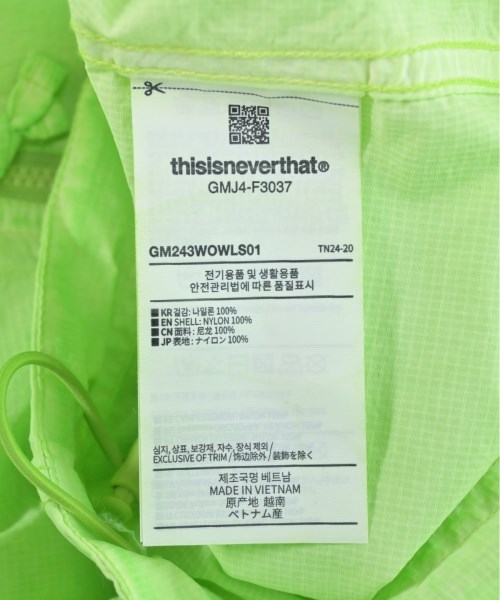 thisisneverthat®
GMJ4-F3037
GM243WOWLS01 TN24-20
전기용품 및 생활용품
안전관리법에 따른 품질표시
KR 겉감: 나일론 100%
EN SHELL: NYLON 100%
CN 面料: 尼龙 100%
JP 表地: ナイロン 100%
심지, 상표, 보강재, 자수, 장식 제외 /
EXCLUSIVE OF TRIM / 饰边除外 / 装飾を除く
제조국명 베트남
MADE IN VIETNAM
原产地 越南
ベトナム産